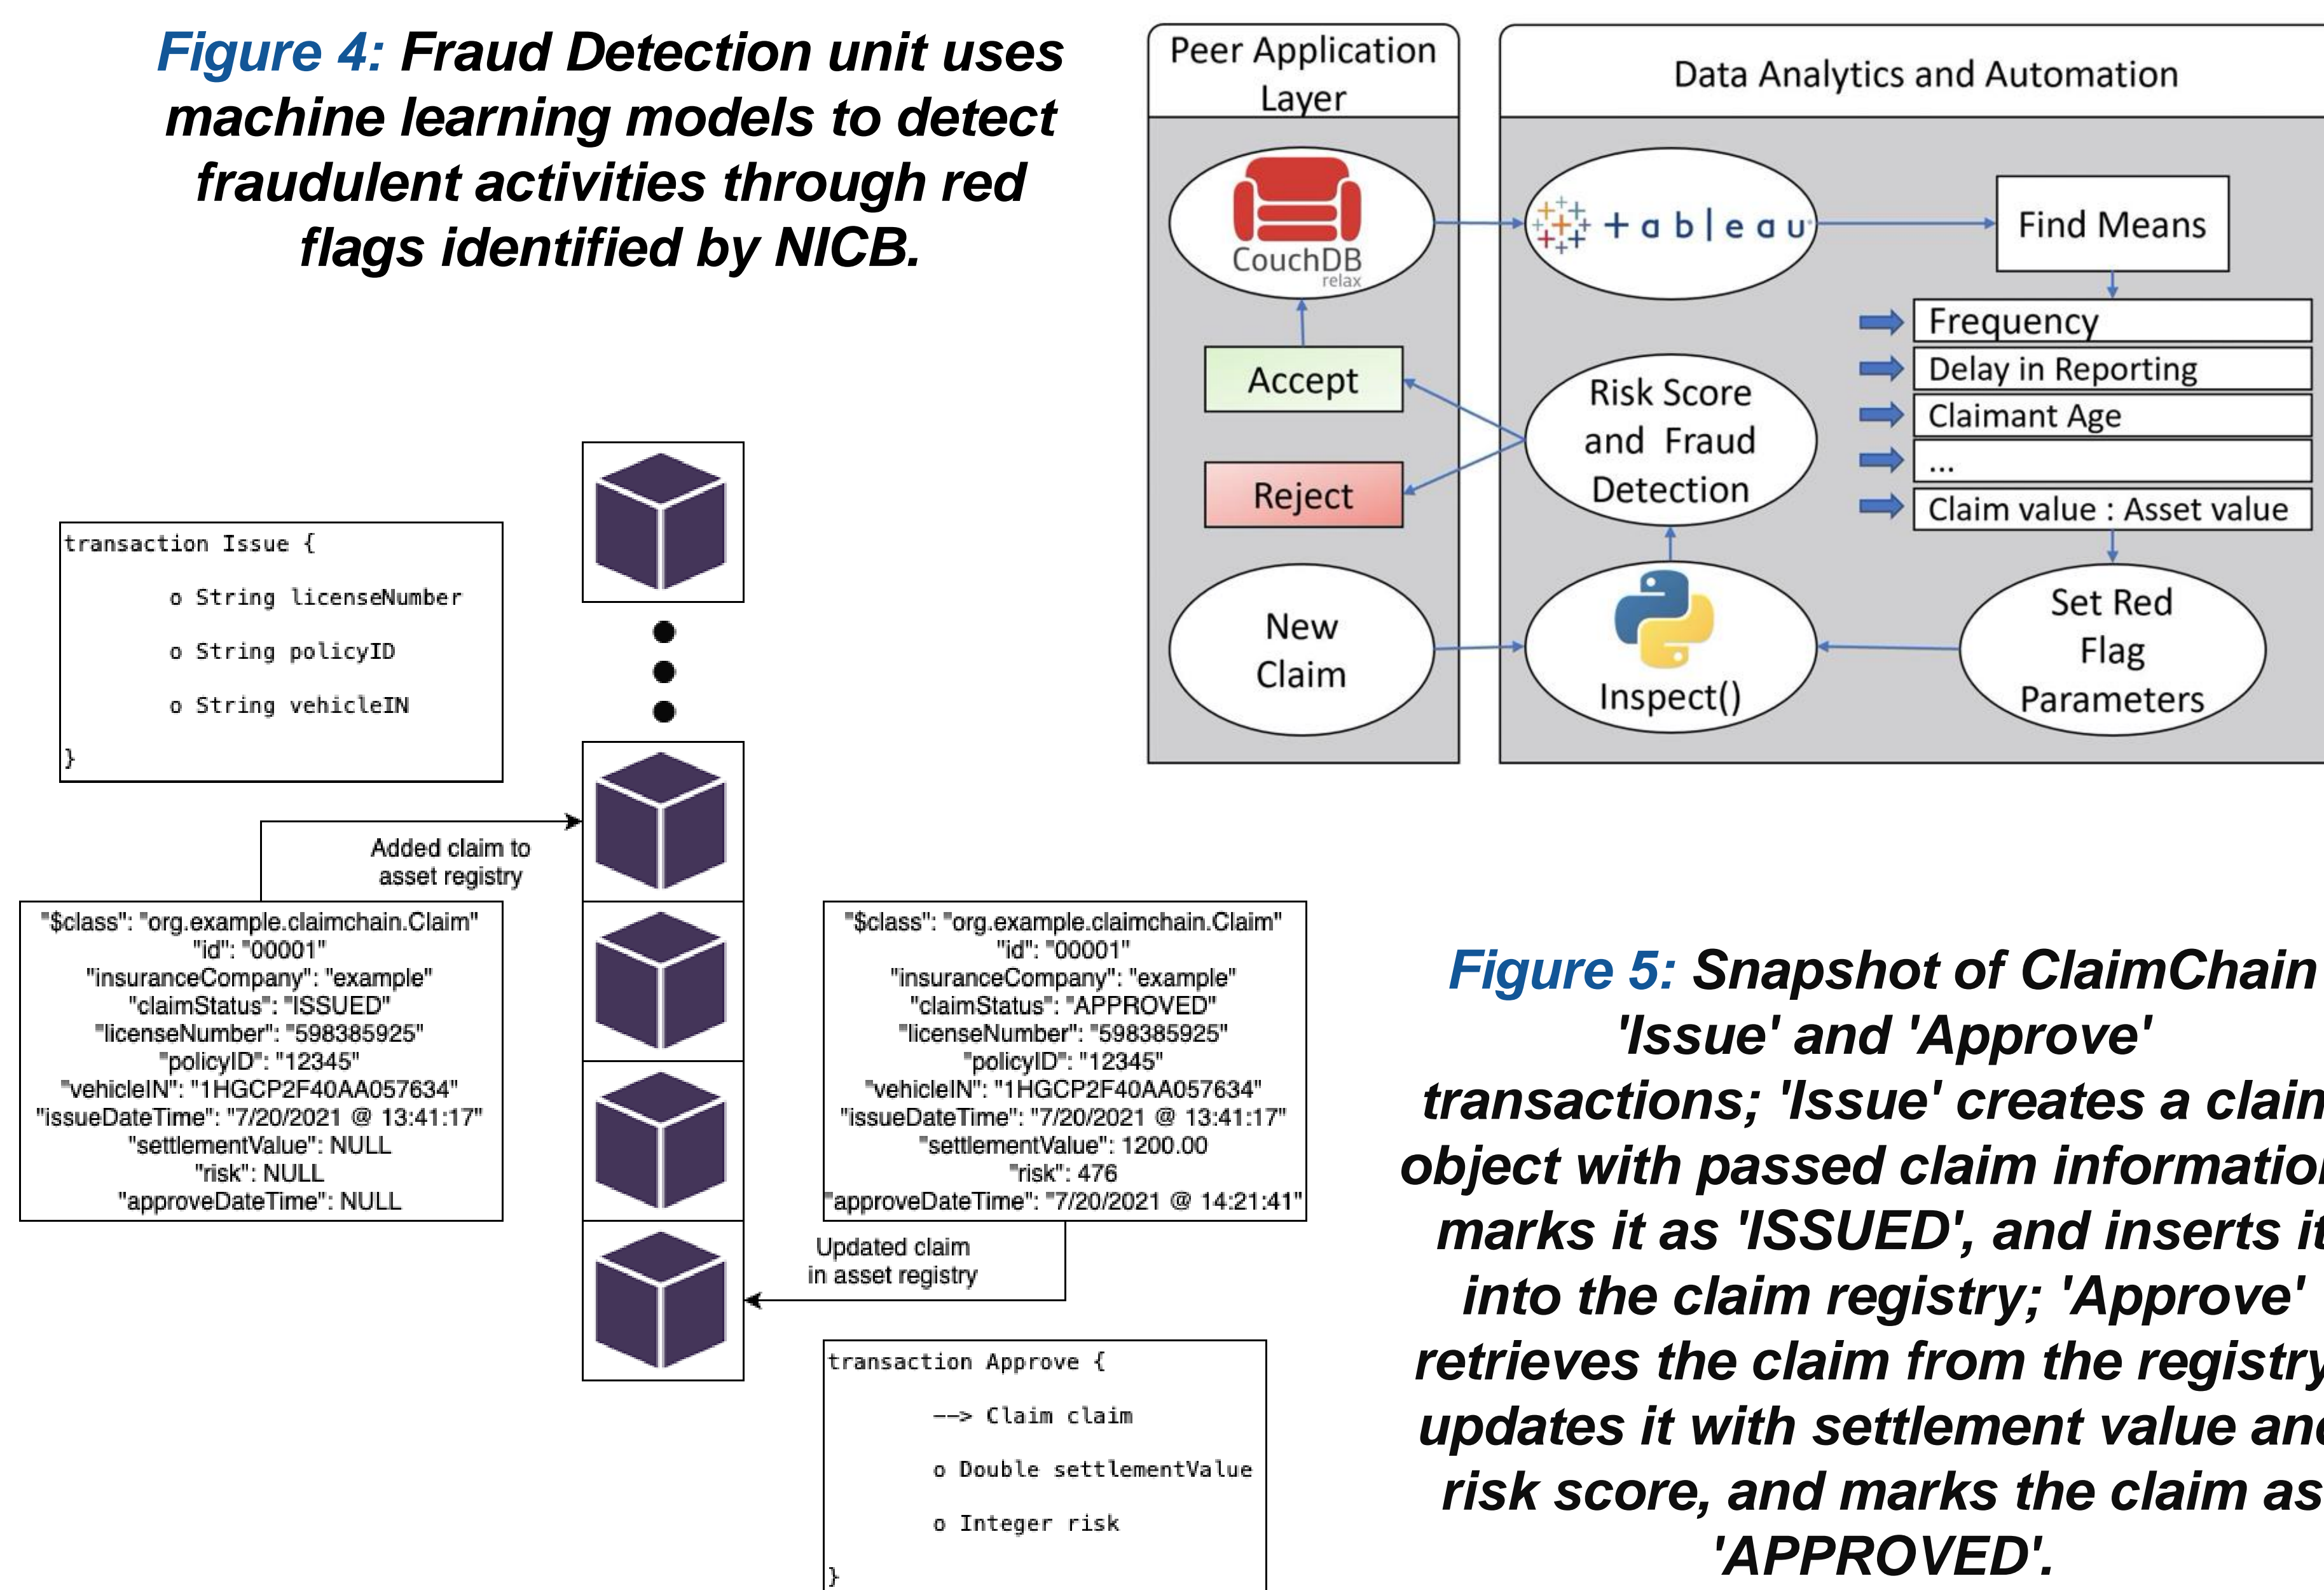 Figure 4: Fraud Detection unit uses
machine learning models to detect
fraudulent activities through red
flags identified by NICB.
Peer Application
Layer
CouchDB
relax
Accept
Reject
New
Claim
Data Analytics and Automation
+ableau
Find Means
Frequency
Delay in Reporting
Claimant Age
...
Claim value : Asset value
Risk Score
and Fraud
Detection
Inspect()
Set Red
Flag
Parameters
transaction Issue {
o String licenseNumber
o String policyID
o String vehicleIN
}
Added claim to
asset registry
"$class": "org.example.claimchain.Claim"
"id": "00001"
"insuranceCompany": "example"
"claimStatus": "ISSUED"
"licenseNumber": "598385925"
"policyID": "12345"
"vehicleIN": "1HGCP2F40AA057634"
"issueDateTime": "7/20/2021 @ 13:41:17"
"settlementValue": NULL
"risk": NULL
"approveDateTime": NULL
"$class": "org.example.claimchain.Claim"
"id": "00001"
"insuranceCompany": "example"
"claimStatus": "APPROVED"
"licenseNumber": "598385925"
"policyID": "12345"
"vehicleIN": "1HGCP2F40AA057634"
"issueDateTime": "7/20/2021 @ 13:41:17"
"settlementValue": 1200.00
"risk": 476
"approveDateTime": "7/20/2021 @ 14:21:41"
Updated claim
in asset registry
transaction Approve {
--> Claim claim
o Double settlementValue
o Integer risk
}
Figure 5: Snapshot of ClaimChain
'Issue' and 'Approve'
transactions; 'Issue' creates a claim
object with passed claim information
marks it as 'ISSUED', and inserts it
into the claim registry; 'Approve'
retrieves the claim from the registry
updates it with settlement value and
risk score, and marks the claim as
'APPROVED'.